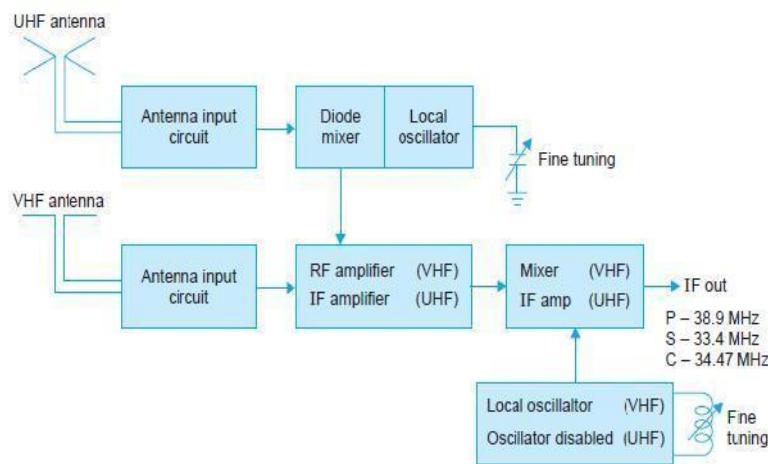 UHF antenna
Antenna input
circuit
Diode
mixer
Local
oscillator
Fine tuning
VHF antenna
Antenna input
circuit
RF amplifier (VHF)
IF amplifier (UHF)
Mixer (VHF)
IF amp (UHF)
IF out
P – 38.9 MHz
S – 33.4 MHz
C – 34.47 MHz
Local oscillaltor (VHF)
Oscillator disabled (UHF)
Fine
tuning